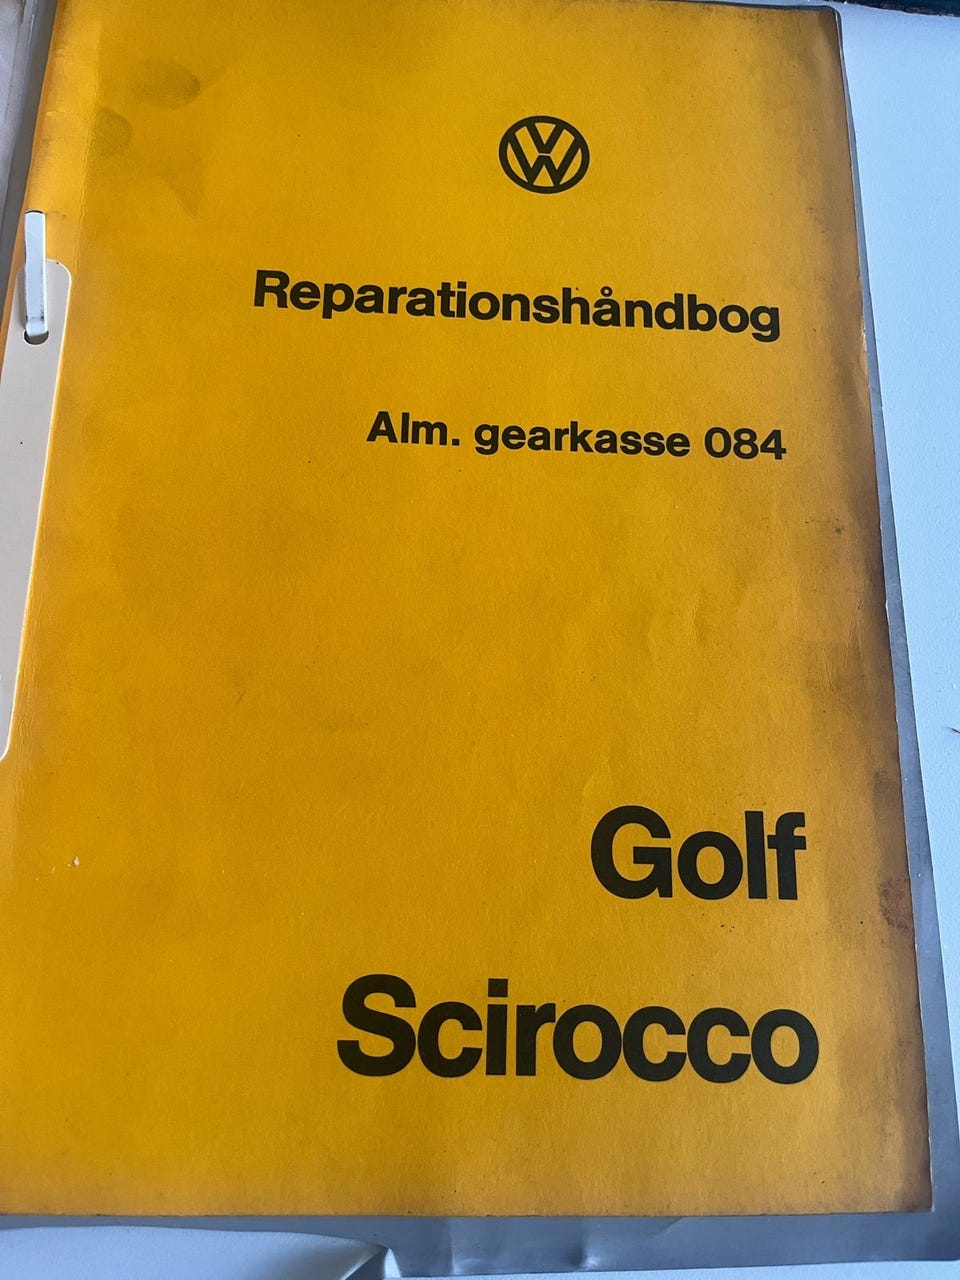 Reparationshåndbog
Alm. gearkasse 084
Golf
Scirocco